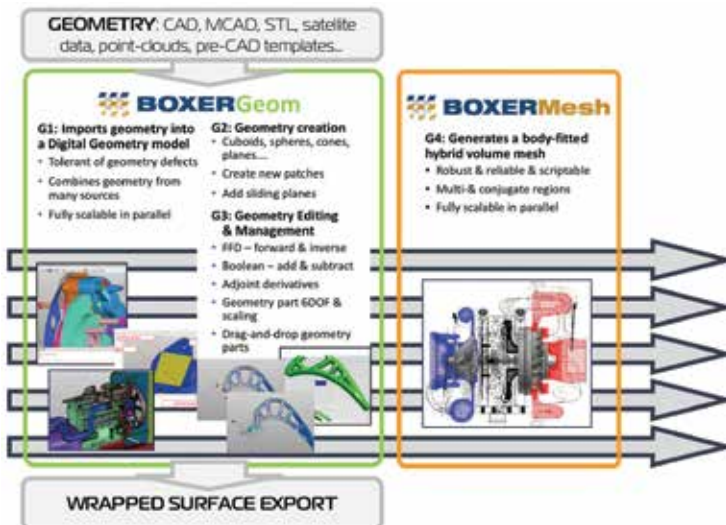 GEOMETRY: CAD, MCAD, STL, satellite
data, point-clouds, pre-CAD templates...
BOXERGeom
G1: Imports geometry into
a Digital Geometry model
• Tolerant of geometry defects
• Combines geometry from
many sources
• Fully scalable in parallel
G2: Geometry creation
• Cuboids, spheres, cones,
planes....
• Create new patches
• Add sliding planes
G3: Geometry Editing
& Management
• FFD – forward & inverse
• Boolean – add & subtract
• Adjoint derivatives
• Geometry part 6DOF &
scaling
• Drag-and-drop geometry
parts
BOXERMesh
G4: Generates a body-fitted
hybrid volume mesh
• Robust & reliable & scriptable
• Multi-& conjugate regions
• Fully scalable in parallel
WRAPPED SURFACE EXPORT